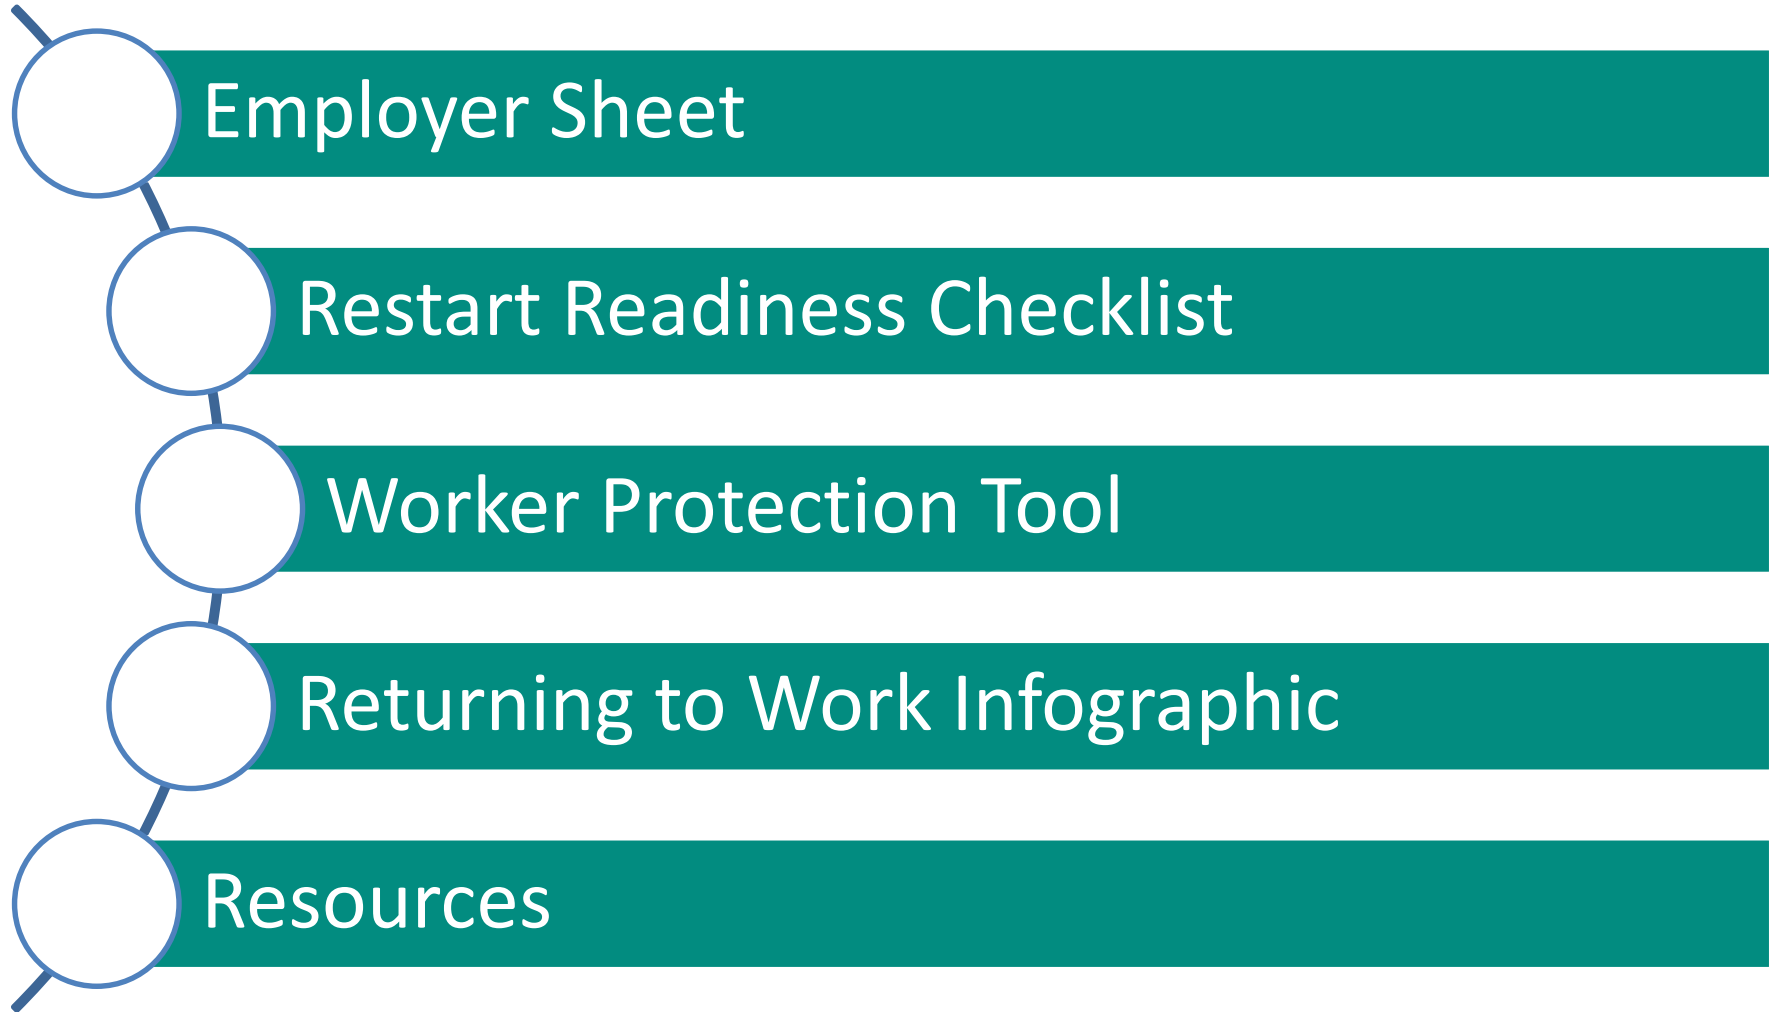 Employer Sheet
Restart Readiness Checklist
Worker Protection Tool
Returning to Work Infographic
Resources